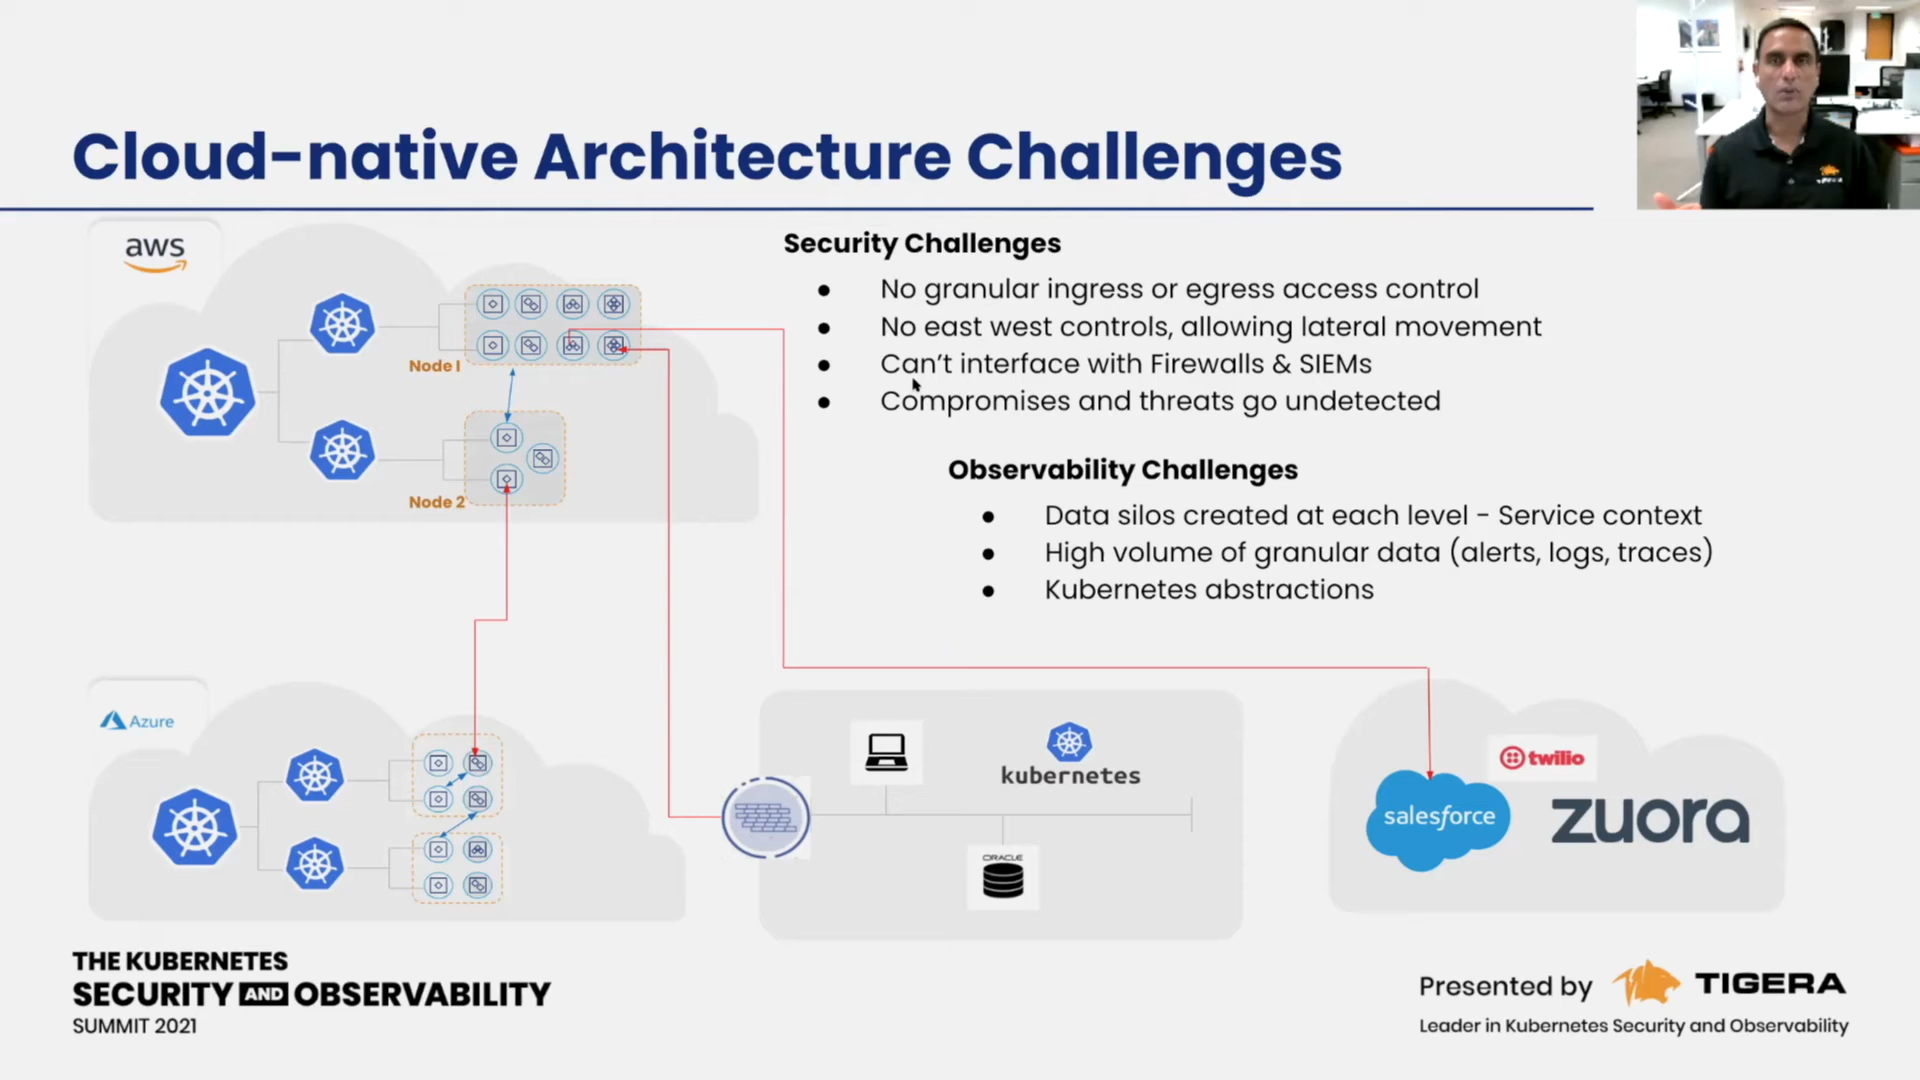 Cloud-native Architecture Challenges
aws
Node 1
Node 2
Security Challenges
● No granular ingress or egress access control
● No east west controls, allowing lateral movement
● Can't interface with Firewalls & SIEMs
● Compromises and threats go undetected
Observability Challenges
● Data silos created at each level - Service context
● High volume of granular data (alerts, logs, traces)
● Kubernetes abstractions
Azure
kubernetes
ORACLE
twilio
salesforce
zuora
THE KUBERNETES
SECURITY AND OBSERVABILITY
SUMMIT 2021
Presented by TIGERA
Leader in Kubernetes Security and Observability